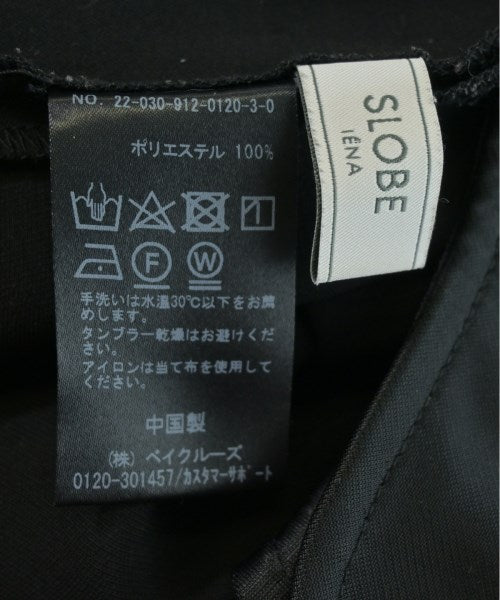 NO. 22-030-912-0120-3-0
ポリエステル 100%
F W
手洗いは水温30℃以下をお薦
めします。
タンブラー乾燥はお避けくだ
さい。
アイロンは当て布を使用して
ください。
中国製
(株) ベイクルーズ
0120-301457/カスタマーサポート
SLOBE
IÉNA